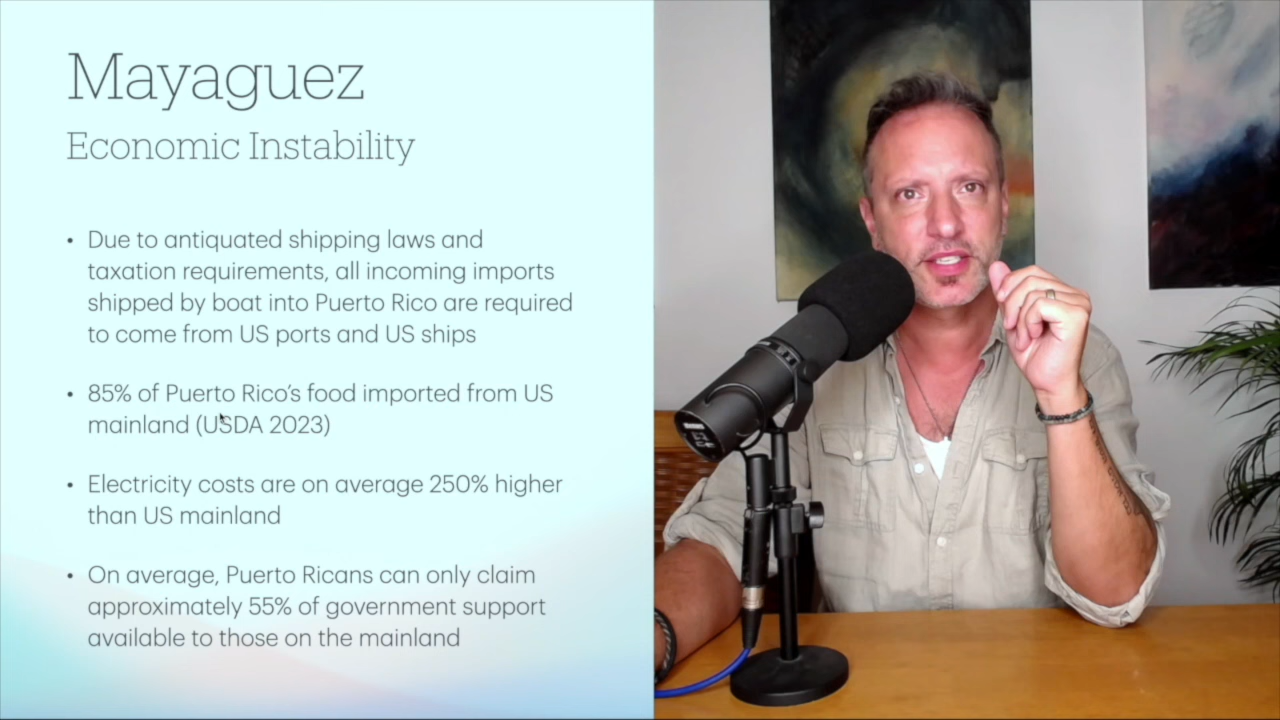 Mayaguez
Economic Instability
• Due to antiquated shipping laws and
taxation requirements, all incoming imports
shipped by boat into Puerto Rico are required
to come from US ports and US ships
• 85% of Puerto Rico’s food imported from US
mainland (USDA 2023)
• Electricity costs are on average 250% higher
than US mainland
• On average, Puerto Ricans can only claim
approximately 55% of government support
available to those on the mainland